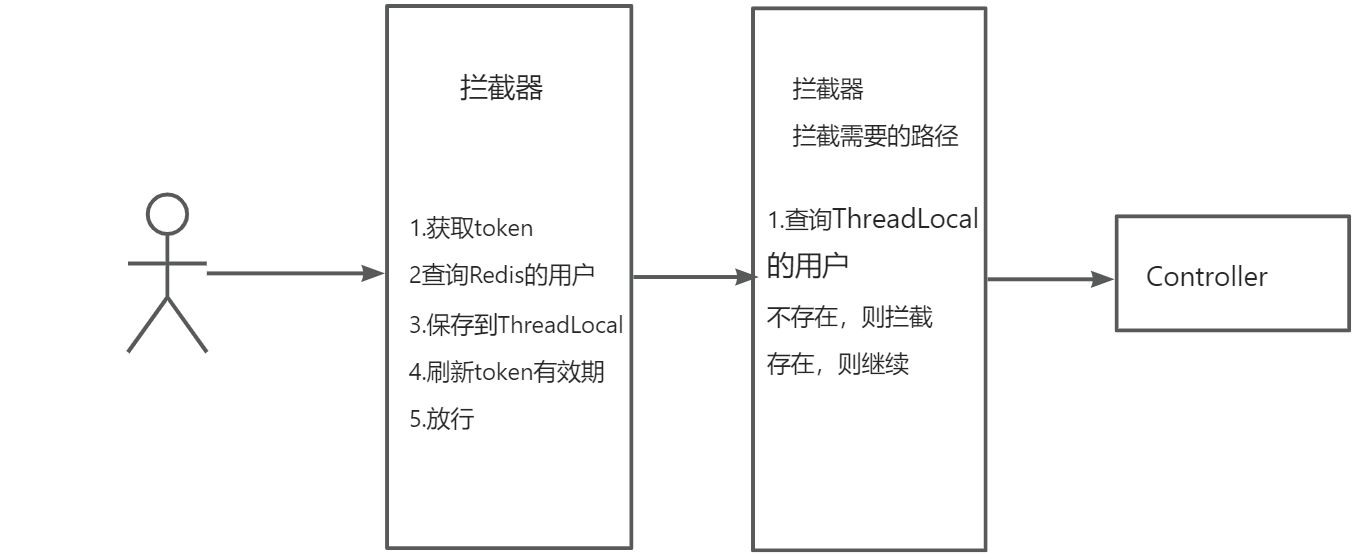 拦截器
1.获取token
2查询Redis的用户
3.保存到ThreadLocal
4.刷新token有效期
5.放行
拦截器
拦截需要的路径
1.查询ThreadLocal
的用户
不存在，则拦截
存在，则继续
Controller